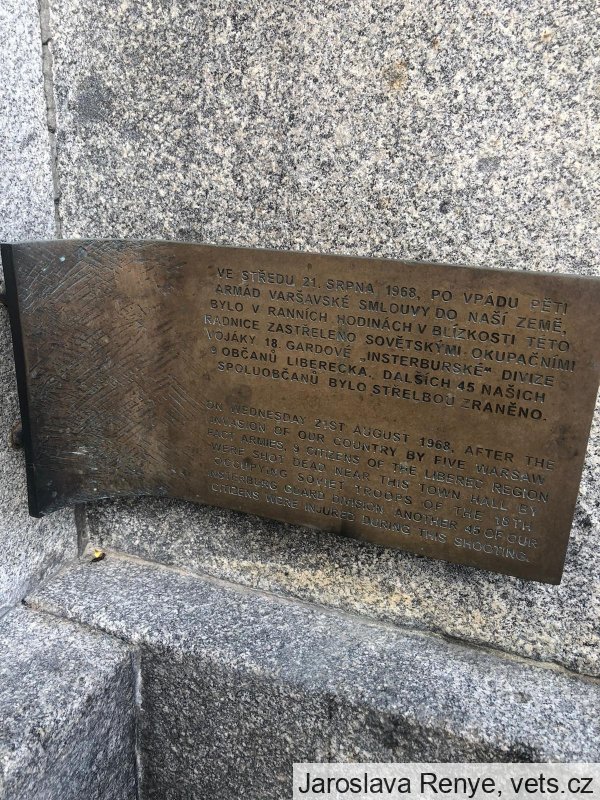 VE STŘEDU 21. SRPNA 1968, PO VPÁDU PĚTI
ARMÁD VARŠAVSKÉ SMLOUVY DO NAŠÍ ZEMĚ,
BYLO V RANNÍCH HODINÁCH V BLÍZKOSTI TÉTO
RADNICE ZASTŘELENO SOVĚTSKÝMI OKUPAČNÍMI
VOJÁKY 18. GARDOVÉ „INSTERBURSKÉ“ DIVIZE
9 OBČANŮ LIBERECKA. DALŠÍCH 45 NAŠICH
SPOLUOBČANŮ BYLO STŘELBOU ZRANĚNO.
ON WEDNESDAY 21ST AUGUST 1968, AFTER THE
INVASION OF OUR COUNTRY BY FIVE WARSAW
PACT ARMIES, 9 CITIZENS OF THE LIBEREC REGION
WERE SHOT DEAD NEAR THIS TOWN HALL BY
OCCUPYING SOVIET TROOPS OF THE 18TH
INSTERBURG GUARD DIVISION. ANOTHER 45 OF OUR
CITIZENS WERE INJURED DURING THIS SHOOTING.
Jaroslava Renye, vets.cz